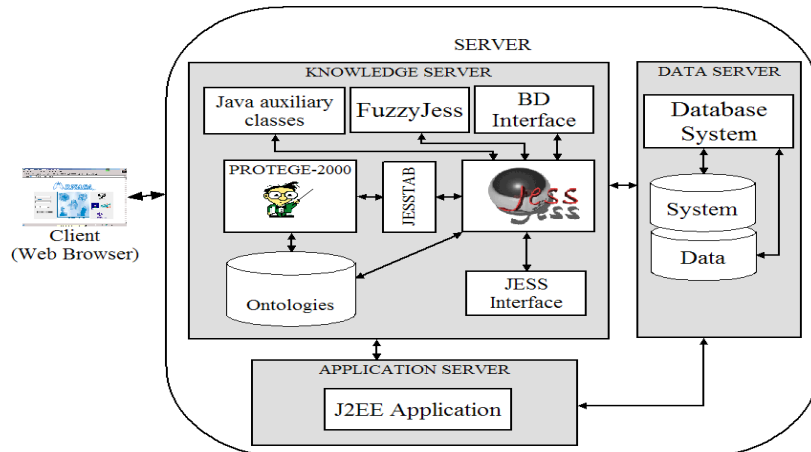 SERVER
KNOWLEDGE SERVER
DATA SERVER
Java auxiliary
classes
FuzzyJess
BD
Interface
Database
System
PROTEGE-2000
JESSTAB
Jess
System
Data
Client
(Web Browser)
Ontologies
JESS
Interface
APPLICATION SERVER
J2EE Application